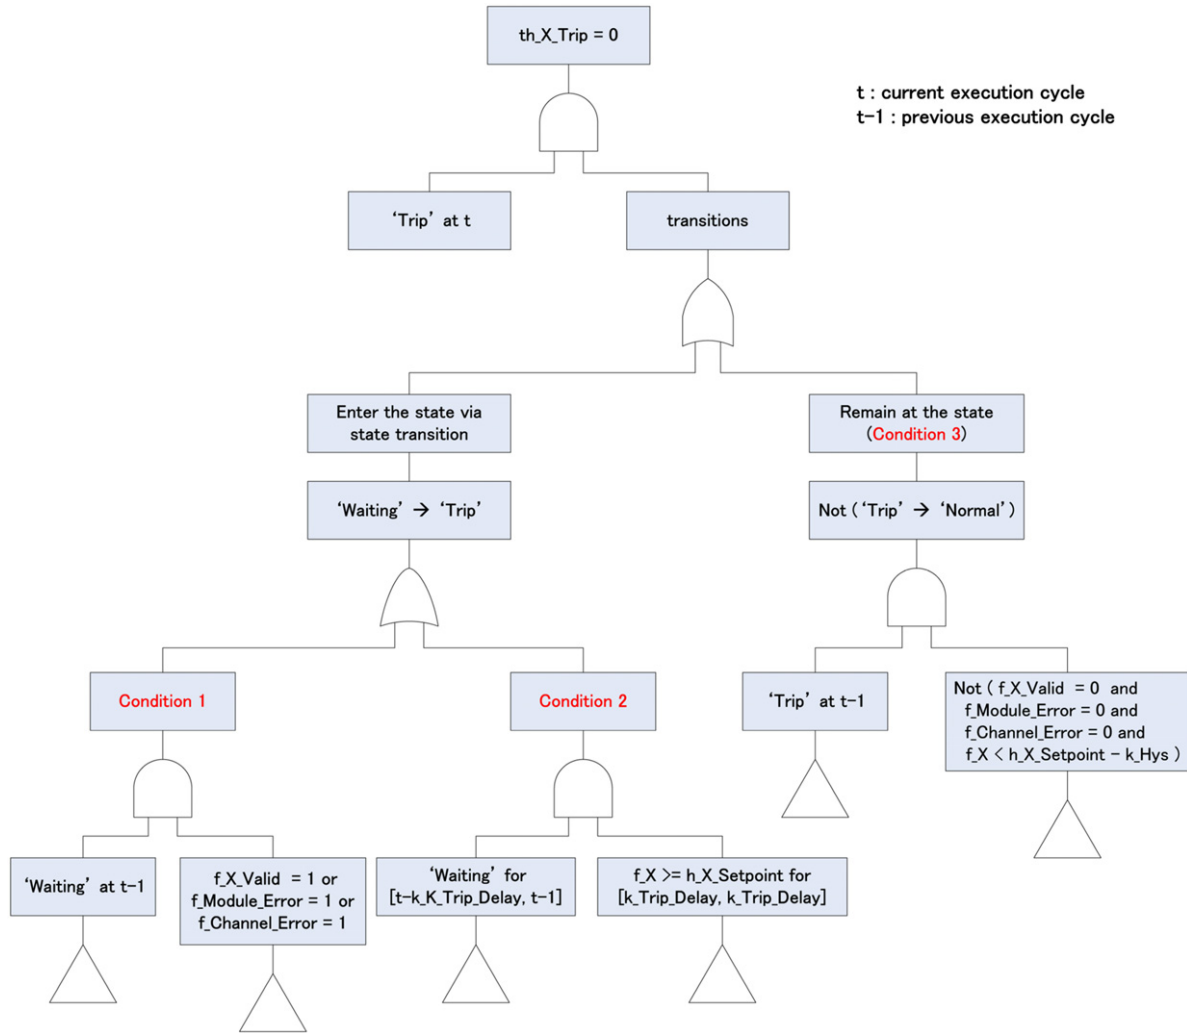 th_X_Trip = 0
t : current execution cycle
t-1 : previous execution cycle
‘Trip’ at t
transitions
Enter the state via
state transition
Remain at the state
(Condition 3)
‘Waiting’ → ‘Trip’
Not ( ‘Trip’ → ‘Normal’ )
Condition 1
Condition 2
‘Trip’ at t-1
Not ( f_X_Valid = 0 and
f_Module_Error = 0 and
f_Channel_Error = 0 and
f_X < h_X_Setpoint - k_Hys )
‘Waiting’ at t-1
f_X_Valid = 1 or
f_Module_Error = 1 or
f_Channel_Error = 1
‘Waiting’ for
[t-k_K_Trip_Delay, t-1]
f_X >= h_X_Setpoint for
[k_Trip_Delay, k_Trip_Delay]